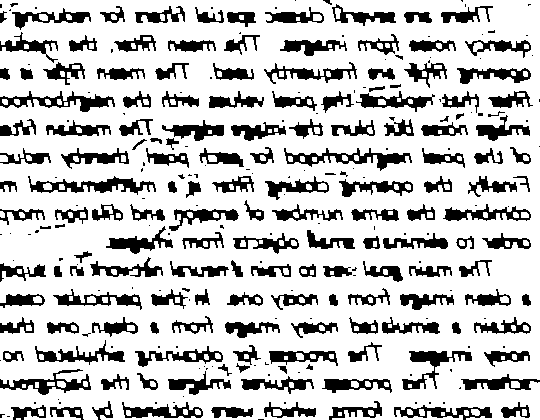 There are several classic spatial filters for reducing
quency noise from images. The mean filter, the median
opening filter are frequently used. The mean filter is a
filter that replaces the pixel values with the neighborhood
image noise but blurs the image edges. The median filte
of the pixel neighborhood for each pixel, thereby reduc
Finally, the opening closing filter is a mathematical m
combines the same number of erosion and dilation morp
order to eliminate small objects from images.
The main goal was to train a neural network in a super
a clean image from a noisy one. In this particular case,
obtain a simulated noisy image from a clean one than
noisy images. The process for obtaining simulated no
scheme. This process requires images of the background
the acquisition forms, which were obtained by printing